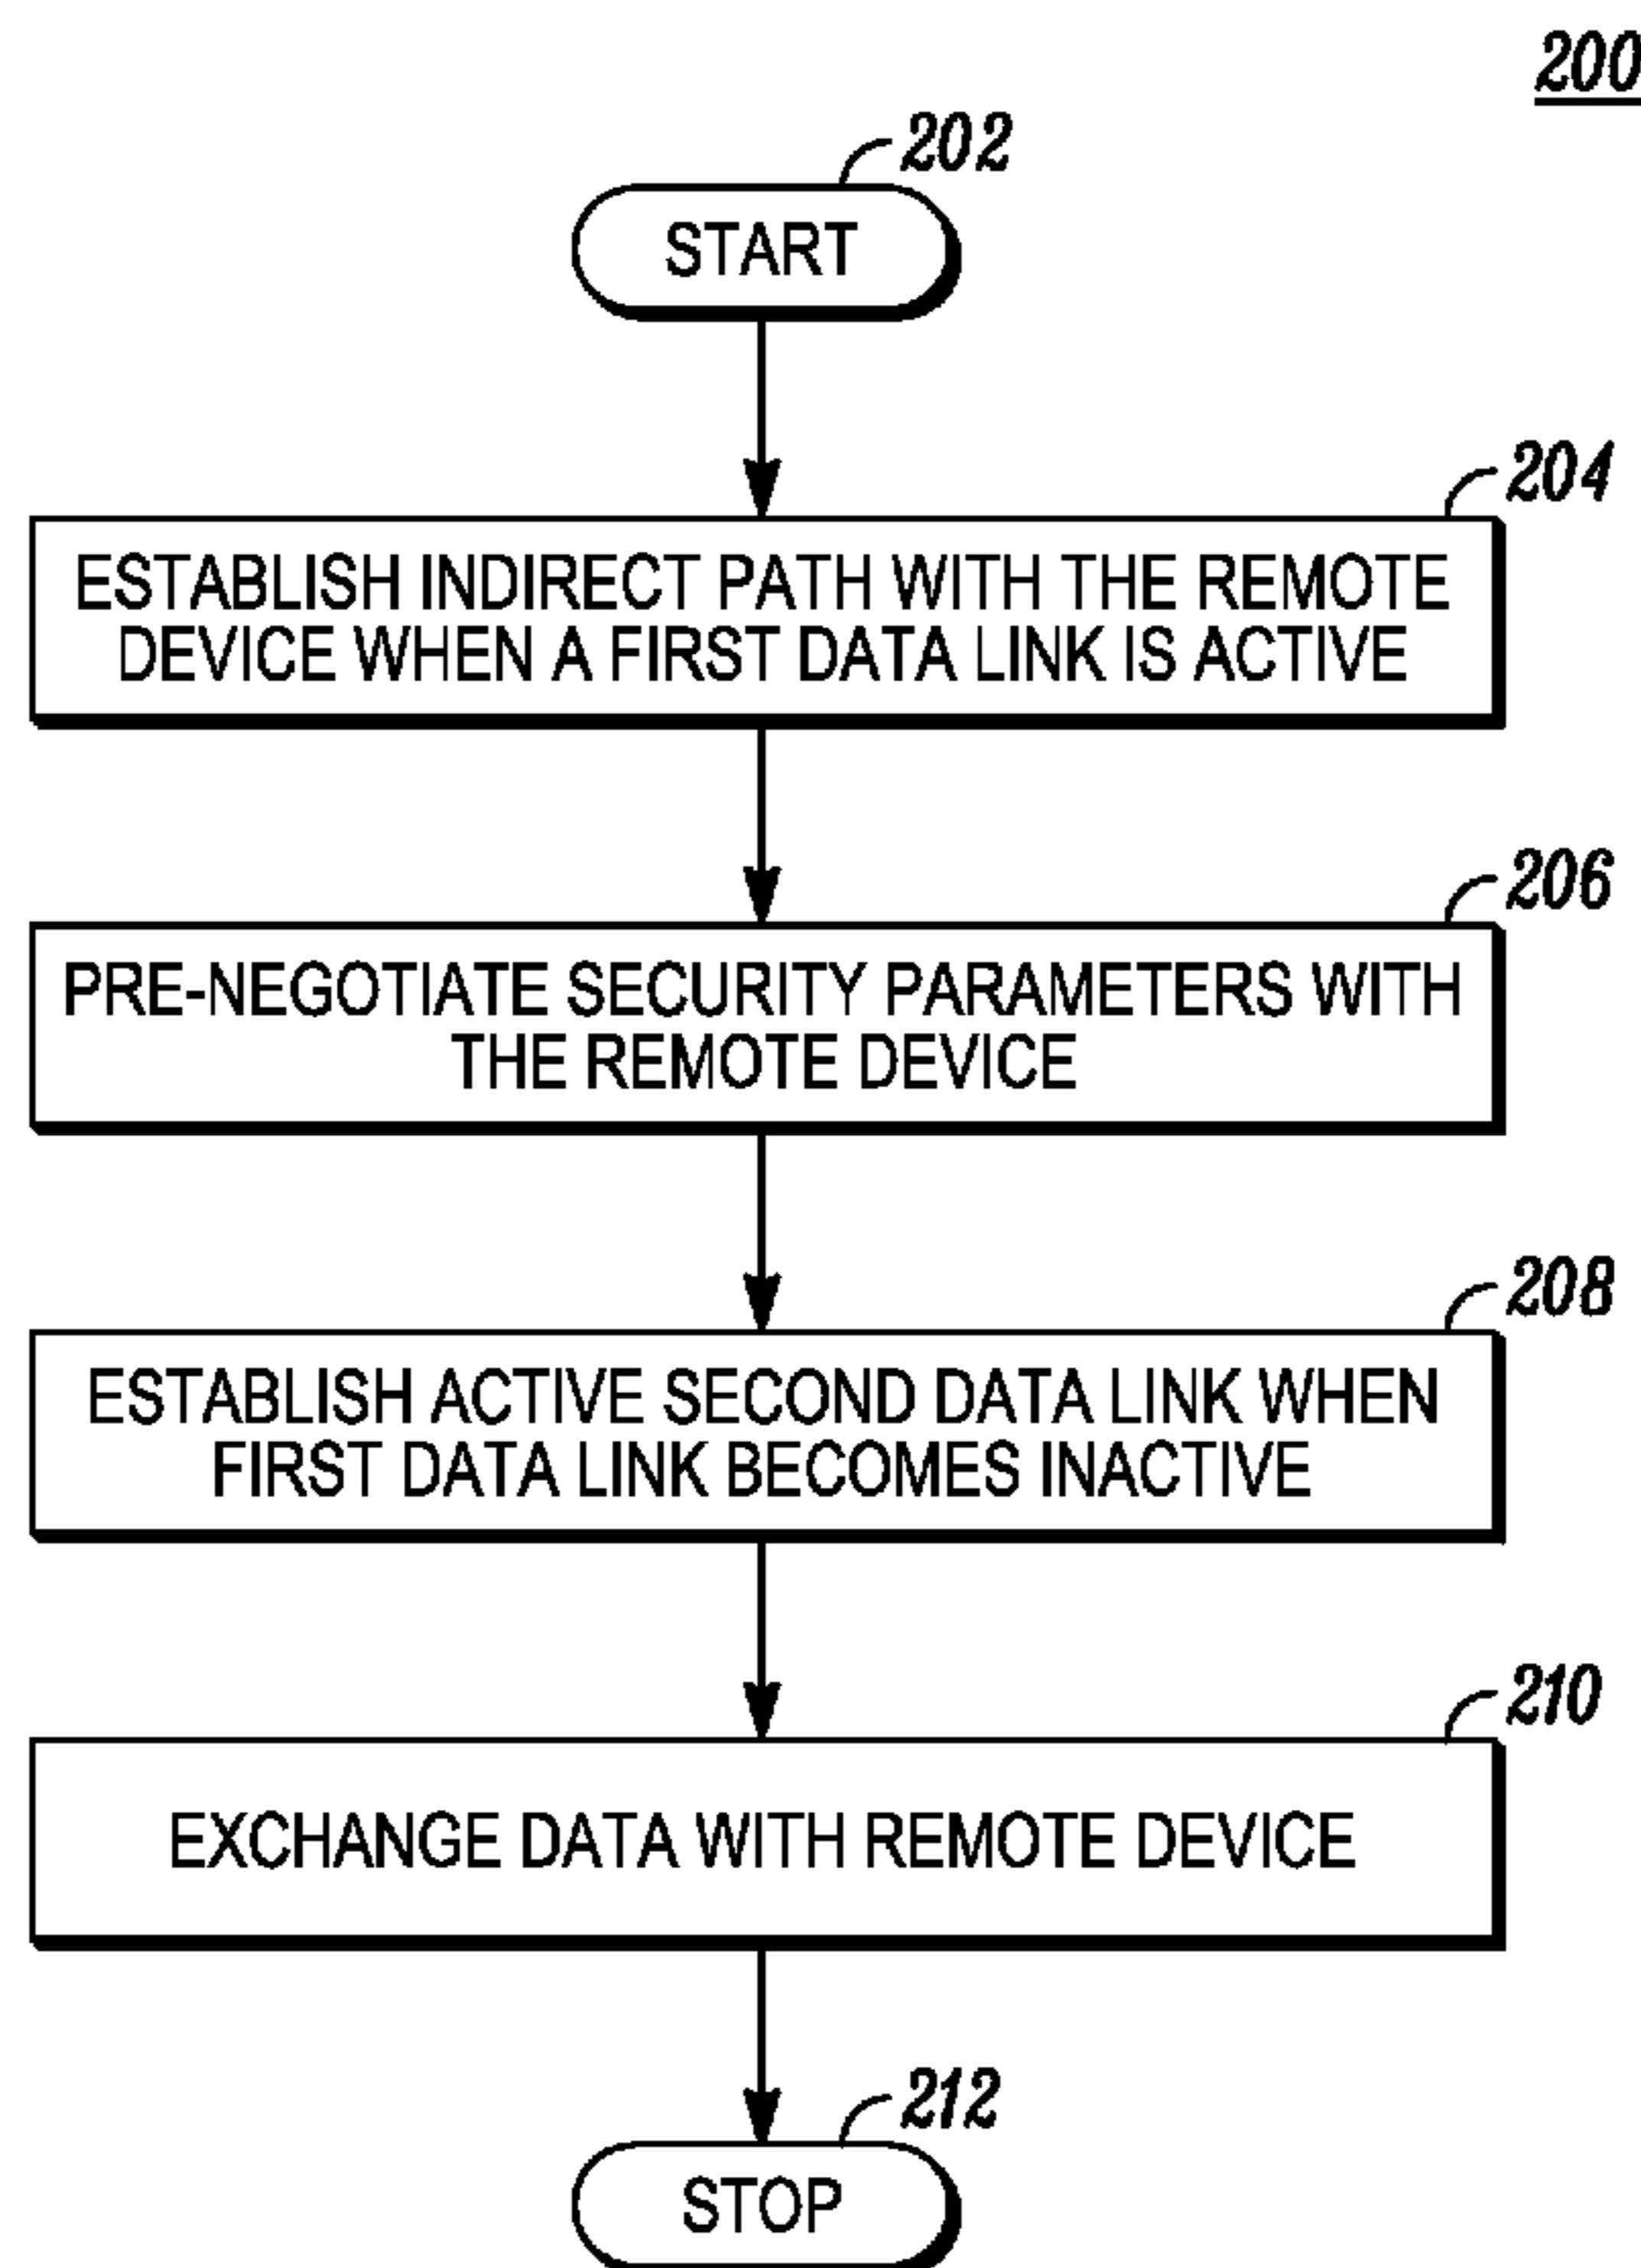 200
202
START
204
ESTABLISH INDIRECT PATH WITH THE REMOTE
DEVICE WHEN A FIRST DATA LINK IS ACTIVE
206
PRE-NEGOTIATE SECURITY PARAMETERS WITH
THE REMOTE DEVICE
208
ESTABLISH ACTIVE SECOND DATA LINK WHEN
FIRST DATA LINK BECOMES INACTIVE
210
EXCHANGE DATA WITH REMOTE DEVICE
212
STOP